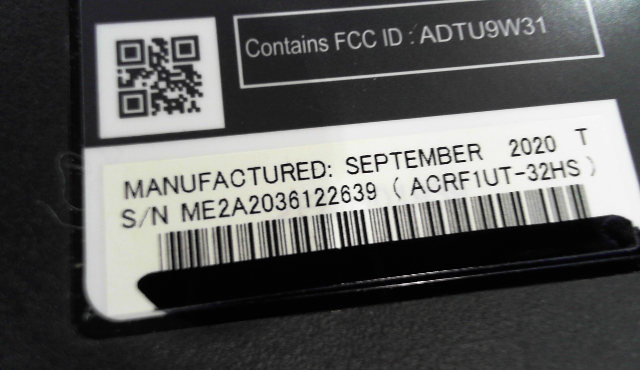 Contains FCC ID : ADTU9W31
MANUFACTURED: SEPTEMBER 2020 T
S/N ME2A2036122639 ( ACRF1UT-32HS )